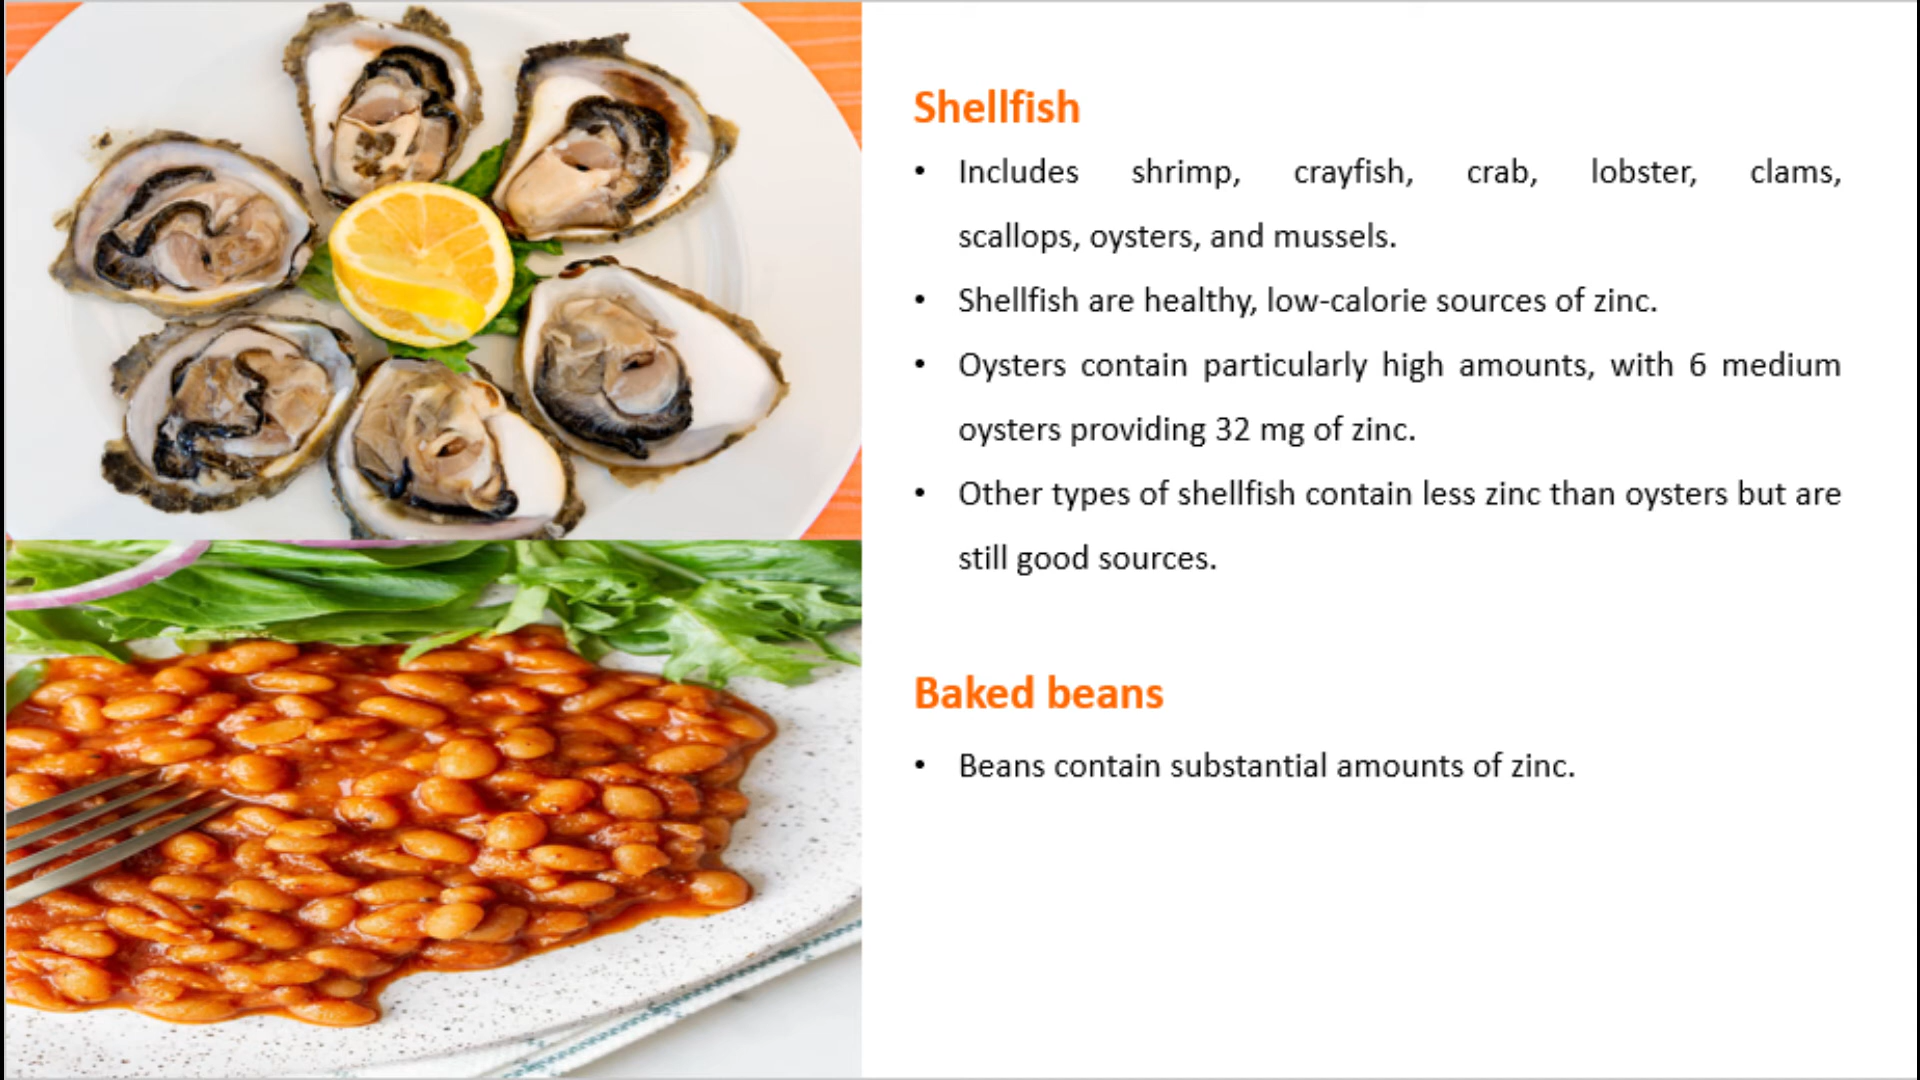 Shellfish
• Includes shrimp, crayfish, crab, lobster, clams,
scallops, oysters, and mussels.
• Shellfish are healthy, low-calorie sources of zinc.
• Oysters contain particularly high amounts, with 6 medium
oysters providing 32 mg of zinc.
• Other types of shellfish contain less zinc than oysters but are
still good sources.
Baked beans
• Beans contain substantial amounts of zinc.